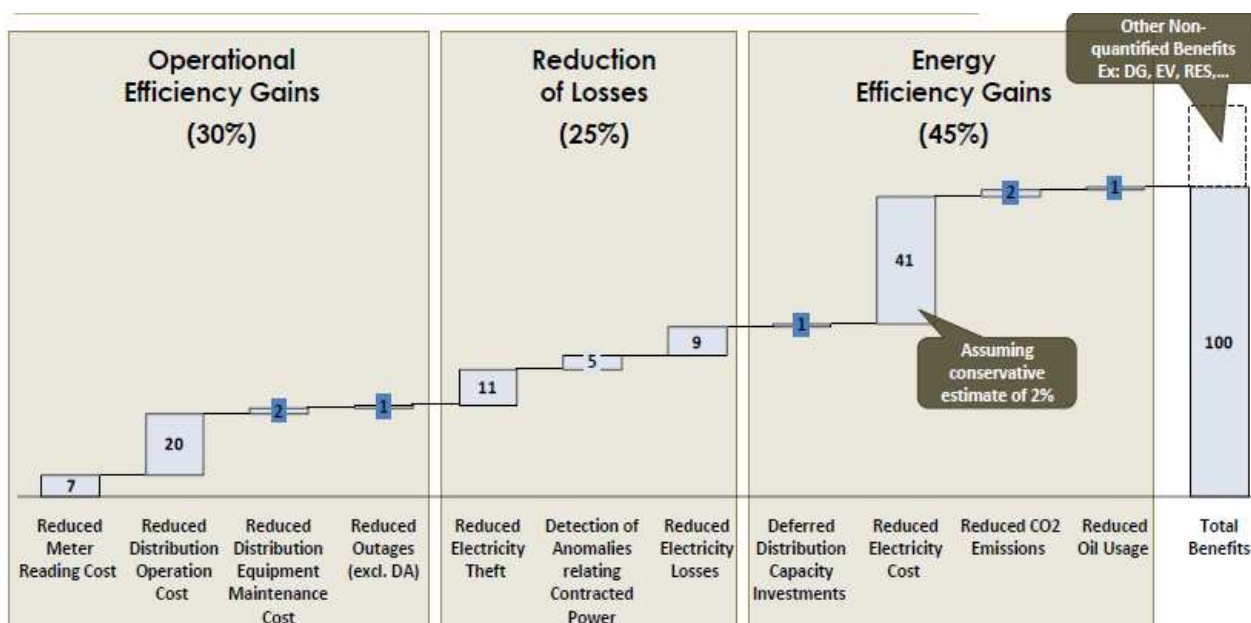 Operational
Efficiency Gains
(30%)
Reduction
of Losses
(25%)
Energy
Efficiency Gains
(45%)
Other Non-
quantified Benefits
Ex: DG, EV, RES,...
7
20
2
1
11
5
9
1
41
2
1
100
Assuming
conservative
estimate of 2%
Reduced
Meter
Reading Cost
Reduced
Distribution
Operation
Cost
Reduced
Distribution
Equipment
Maintenance
Cost
Reduced
Outages
(excl. DA)
Reduced
Electricity
Theft
Detection of
Anomalies
relating
Contracted
Power
Reduced
Electricity
Losses
Deferred
Distribution
Capacity
Investments
Reduced
Electricity
Cost
Reduced CO2
Emissions
Reduced
Oil Usage
Total
Benefits